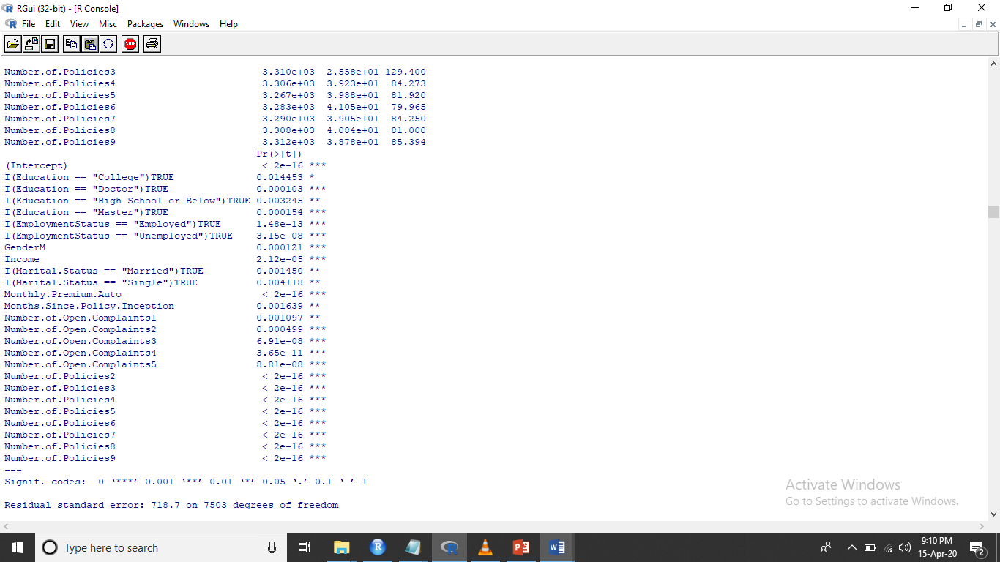 RGui (32-bit) - [R Console]
File Edit View Misc Packages Windows Help
STOP
Number.of.Policies3 3.310e+03 2.558e+01 129.400
Number.of.Policies4 3.306e+03 3.923e+01 84.273
Number.of.Policies5 3.267e+03 3.988e+01 81.920
Number.of.Policies6 3.283e+03 4.105e+01 79.965
Number.of.Policies7 3.290e+03 3.905e+01 84.250
Number.of.Policies8 3.308e+03 4.084e+01 81.000
Number.of.Policies9 3.312e+03 3.878e+01 85.394
Pr(>|t|)
(Intercept) < 2e-16 ***
I(Education == "College")TRUE 0.014453 *
I(Education == "Doctor")TRUE 0.000103 ***
I(Education == "High School or Below")TRUE 0.003245 **
I(Education == "Master")TRUE 0.000154 ***
I(EmploymentStatus == "Employed")TRUE 1.48e-13 ***
I(EmploymentStatus == "Unemployed")TRUE 3.15e-08 ***
GenderM 0.000121 ***
Income 2.12e-05 ***
I(Marital.Status == "Married")TRUE 0.001450 **
I(Marital.Status == "Single")TRUE 0.004118 **
Monthly.Premium.Auto < 2e-16 ***
Months.Since.Policy.Inception 0.001639 **
Number.of.Open.Complaints1 0.001097 **
Number.of.Open.Complaints2 0.000499 ***
Number.of.Open.Complaints3 6.91e-08 ***
Number.of.Open.Complaints4 3.65e-11 ***
Number.of.Open.Complaints5 8.81e-08 ***
Number.of.Policies2 < 2e-16 ***
Number.of.Policies3 < 2e-16 ***
Number.of.Policies4 < 2e-16 ***
Number.of.Policies5 < 2e-16 ***
Number.of.Policies6 < 2e-16 ***
Number.of.Policies7 < 2e-16 ***
Number.of.Policies8 < 2e-16 ***
Number.of.Policies9 < 2e-16 ***
---
Signif. codes: 0 ‘***’ 0.001 ‘**’ 0.01 ‘*’ 0.05 ‘.’ 0.1 ‘ ’ 1
Residual standard error: 718.7 on 7503 degrees of freedom
Activate Windows
Go to Settings to activate Windows.
Type here to search
9:10 PM
15-Apr-20
2